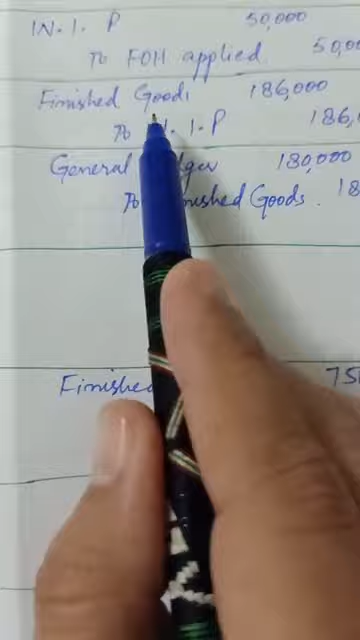 W.I.P 50,000
To FOH applied 50,0
Finished Goods 186,000
To W.I.P 186,
General 180,000
To Goods. 18
Finished 75